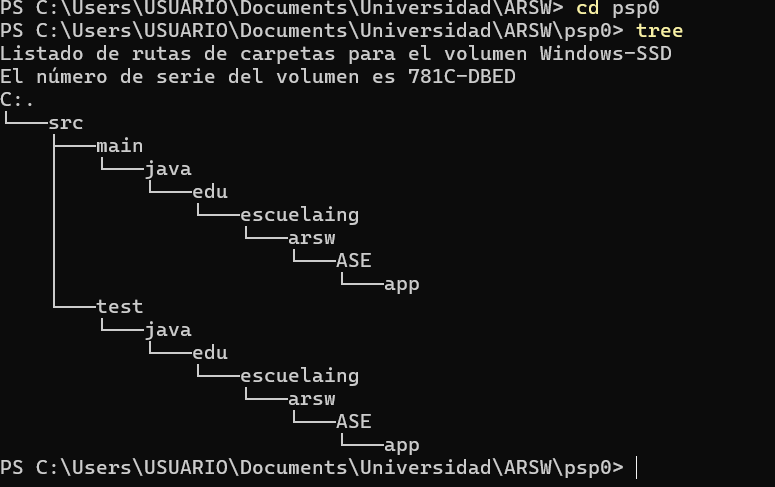 PS C:\Users\USUARIO\Documents\Universidad\ARSW> cd psp0
PS C:\Users\USUARIO\Documents\Universidad\ARSW\psp0> tree
Listado de rutas de carpetas para el volumen Windows-SSD
El número de serie del volumen es 781C-DBED
C:.
└───src
    ├───main
    │   └───java
    │       └───edu
    │           └───escuelaing
    │               └───arsw
    │                   └───ASE
    │                       └───app
    └───test
        └───java
            └───edu
                └───escuelaing
                    └───arsw
                        └───ASE
                            └───app
PS C:\Users\USUARIO\Documents\Universidad\ARSW\psp0>